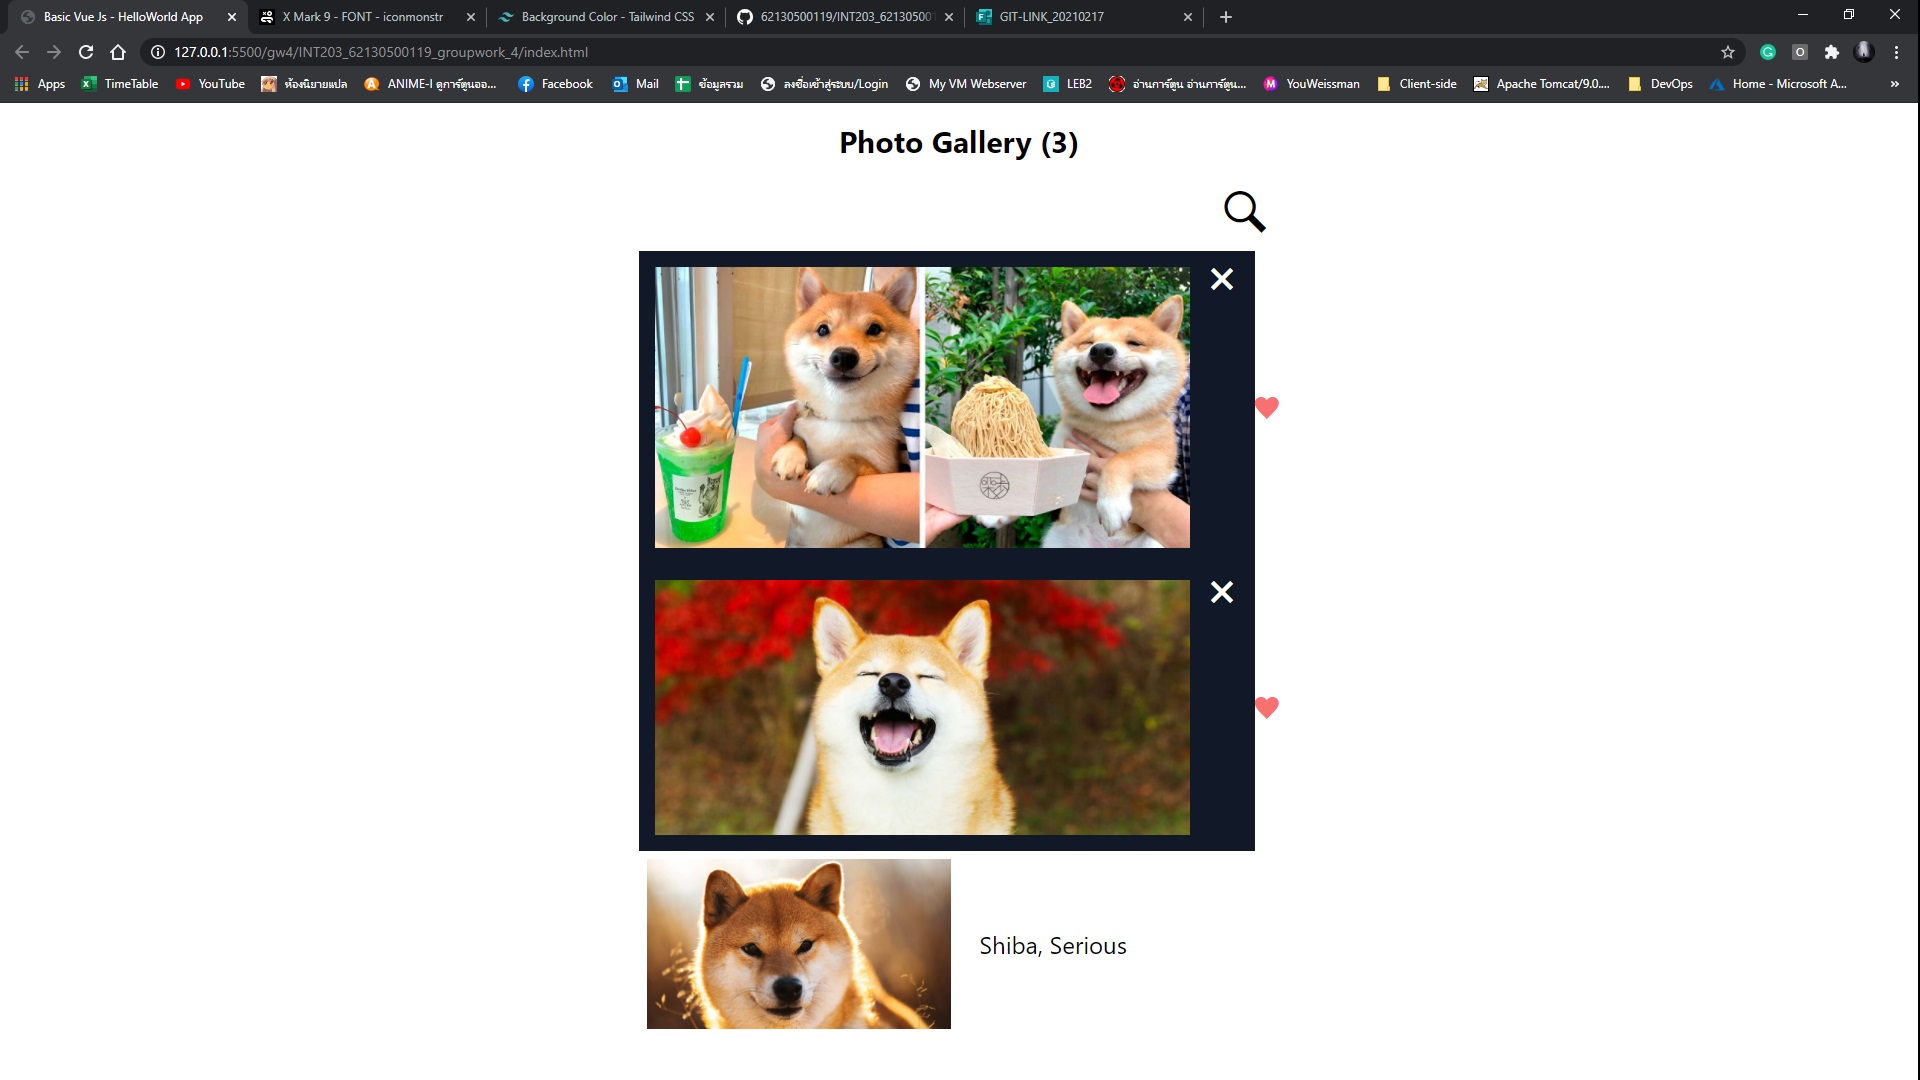 Basic Vue Js - HelloWorld App
X Mark 9 - FONT - iconmonstr
Background Color - Tailwind CSS
62130500119/INT203_6213050011
GIT-LINK_20210217
127.0.0.1:5500/gw4/INT203_62130500119_groupwork_4/index.html
Apps
TimeTable
YouTube
ห้องนิยายแปล
ANIME-I ดูการ์ตูนออ...
Facebook
Mail
ข้อมูลรวม
ลงชื่อเข้าสู่ระบบ/Login
My VM Webserver
LEB2
อ่านการ์ตูน อ่านการ์ตูน...
YouWeissman
Client-side
Apache Tomcat/9.0....
DevOps
Home - Microsoft A...
»
Photo Gallery (3)
Shiba, Serious